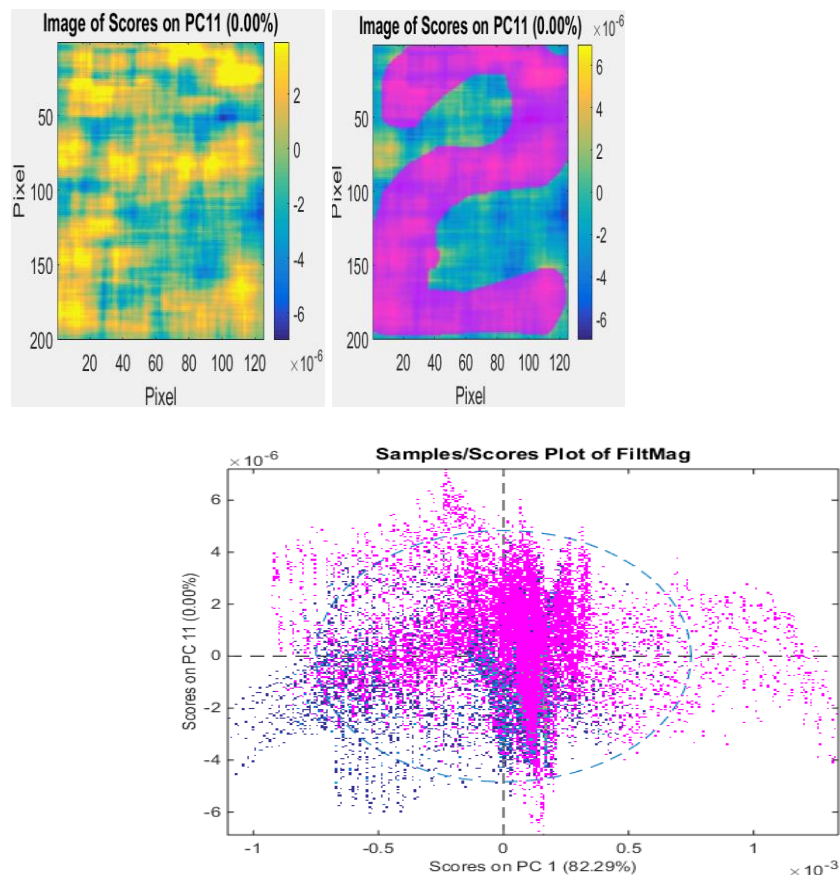 Image of Scores on PC11 (0.00%)
50
100
150
200
20 40 60 80 100 120
Pixel
Pixel
4
2
0
-2
-4
-6
×10⁻⁶
Image of Scores on PC11 (0.00%)
×10⁻⁶
50
100
150
200
20 40 60 80 100 120
Pixel
Pixel
6
4
2
0
-2
-4
-6
Samples/Scores Plot of FiltMag
× 10⁻⁶
6
4
2
0
-2
-4
-6
Scores on PC 11 (0.00%)
-1 -0.5 0 0.5 1
Scores on PC 1 (82.29%)
× 10⁻³